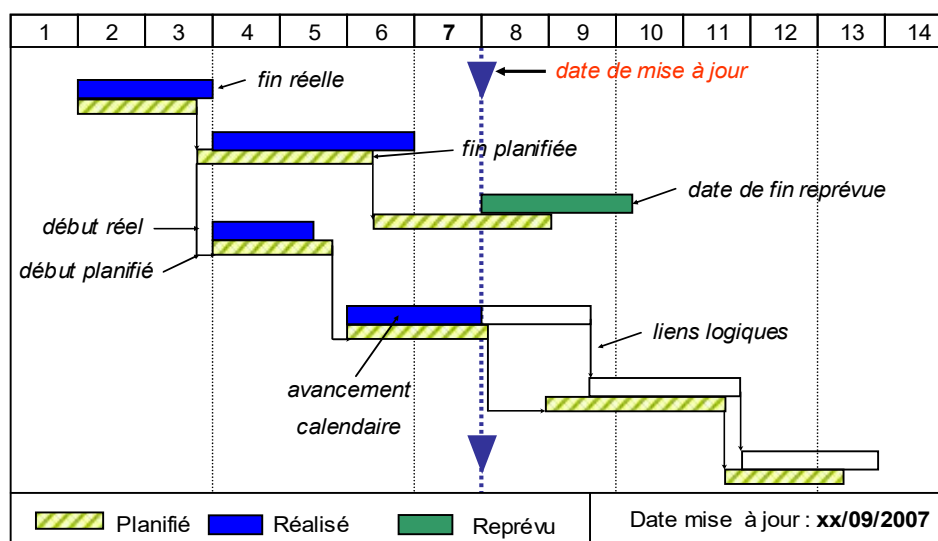 1 2 3 4 5 6 7 8 9 10 11 12 13 14
fin réelle
date de mise à jour
fin planifiée
date de fin reprévue
début réel
début planifié
liens logiques
avancement
calendaire
Planifié Réalisé Reprévu Date mise à jour : xx/09/2007